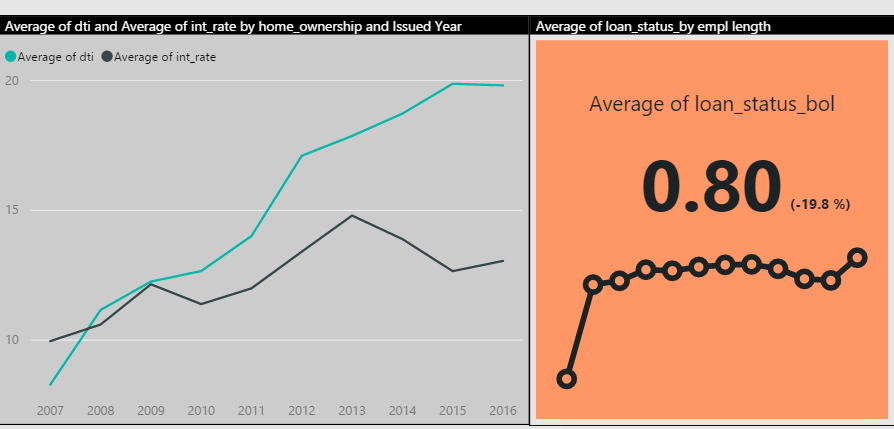 Average of dti and Average of int_rate by home_ownership and Issued Year
Average of dti Average of int_rate
20
15
10
2007 2008 2009 2010 2011 2012 2013 2014 2015 2016
Average of loan_status_by empl length
Average of loan_status_bol
0.80 (-19.8 %)